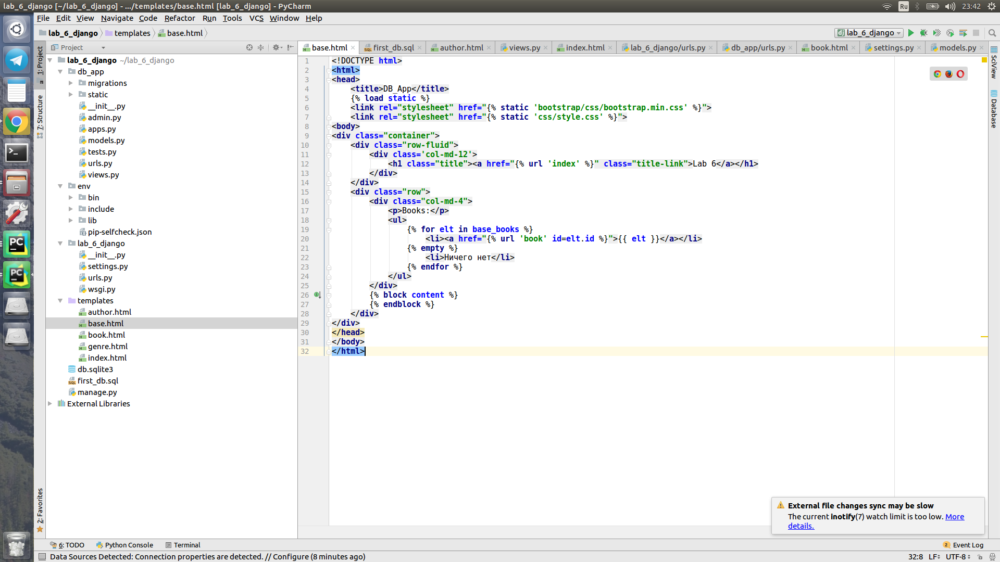 lab_6_django [~/lab_6_django] - .../templates/base.html [lab_6_django] - PyCharm
Ru
23:42
File Edit View Navigate Code Refactor Run Tools VCS Window Help
lab_6_django templates base.html
lab_6_django
Project
base.html first_db.sql author.html views.py index.html lab_6_django/urls.py db_app/urls.py book.html settings.py models.py
1: Project
7: Structure
2: Favorites
SciView
Database
lab_6_django ~/lab_6_django
db_app
migrations
static
__init__.py
admin.py
apps.py
models.py
tests.py
urls.py
views.py
env
bin
include
lib
pip-selfcheck.json
lab_6_django
__init__.py
settings.py
urls.py
wsgi.py
templates
author.html
base.html
book.html
genre.html
index.html
db.sqlite3
first_db.sql
manage.py
External Libraries
1 <!DOCTYPE html>
2 <html>
3 <head>
4 <title>DB_App</title>
5 {% load static %}
6 <link rel="stylesheet" href="{% static 'bootstrap/css/bootstrap.min.css' %}">
7 <link rel="stylesheet" href="{% static 'css/style.css' %}">
8 <body>
9 <div class="container">
10 <div class="row-fluid">
11 <div class='col-md-12'>
12 <h1 class="title"><a href="{% url 'index' %}" class="title-link">Lab 6</a></h1>
13 </div>
14 </div>
15 <div class="row">
16 <div class="col-md-4">
17 <p>Books:</p>
18 <ul>
19 {% for elt in base_books %}
20 <li><a href="{% url 'book' id=elt.id %}">{{ elt }}</a></li>
21 {% empty %}
22 <li>Ничего нет</li>
23 {% endfor %}
24 </ul>
25 </div>
26 {% block content %}
27 {% endblock %}
28 </div>
29 </div>
30 </head>
31 </body>
32 </html>
External file changes sync may be slow
The current inotify(7) watch limit is too low. More
details.
6: TODO Python Console Terminal
2 Event Log
Data Sources Detected: Connection properties are detected. // Configure (8 minutes ago)
32:8 LF UTF-8